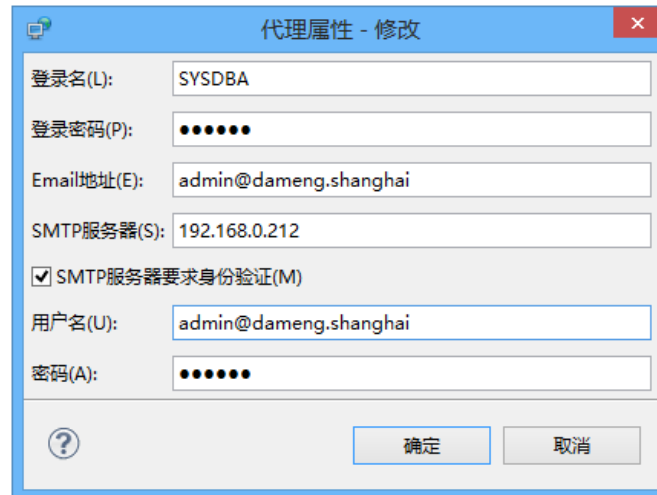 代理属性 - 修改
登录名(L): SYSDBA
登录密码(P): ●●●●●●
Email地址(E): admin@dameng.shanghai
SMTP服务器(S): 192.168.0.212
SMTP服务器要求身份验证(M)
用户名(U): admin@dameng.shanghai
密码(A): ●●●●●●
确定 取消